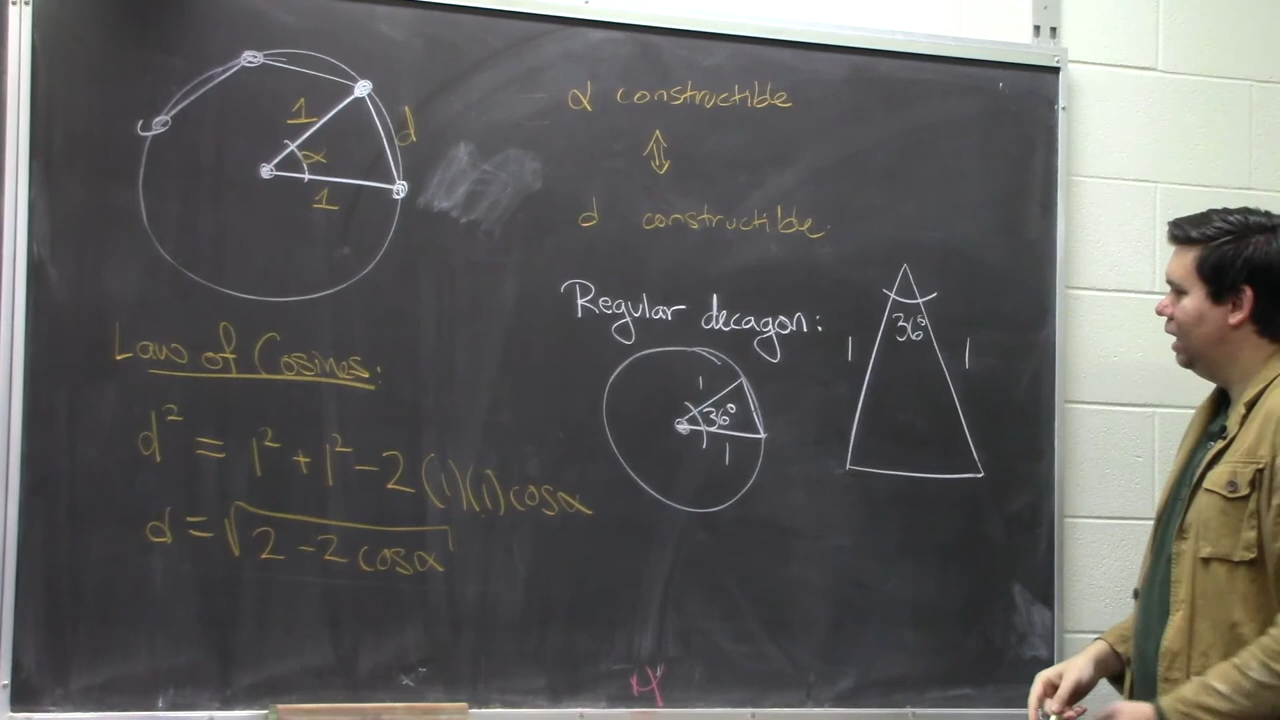 1
d
α
1
α constructible
⇕
d constructible.
Law of Cosines:
d² = 1² + 1² - 2(1)(1)cosα
d = √(2 - 2cosα)
Regular decagon:
1
36°
1
36°
1
1